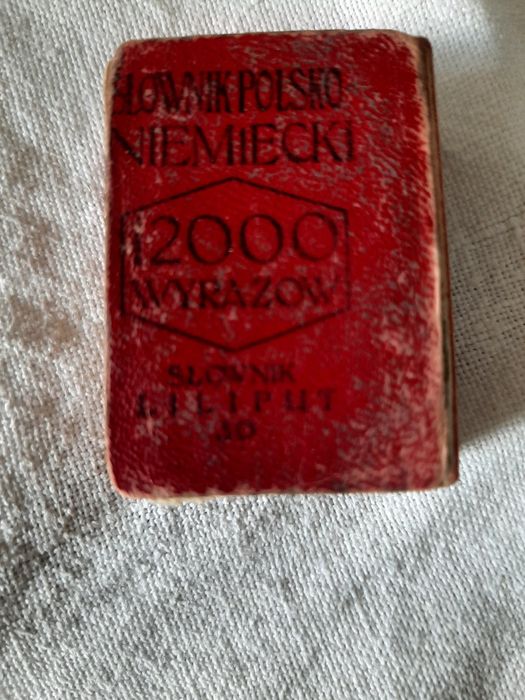 SŁOWNIK POLSKO
NIEMIECKI
12000
WYRAZÓW
SŁOWNIK
LILIPUT